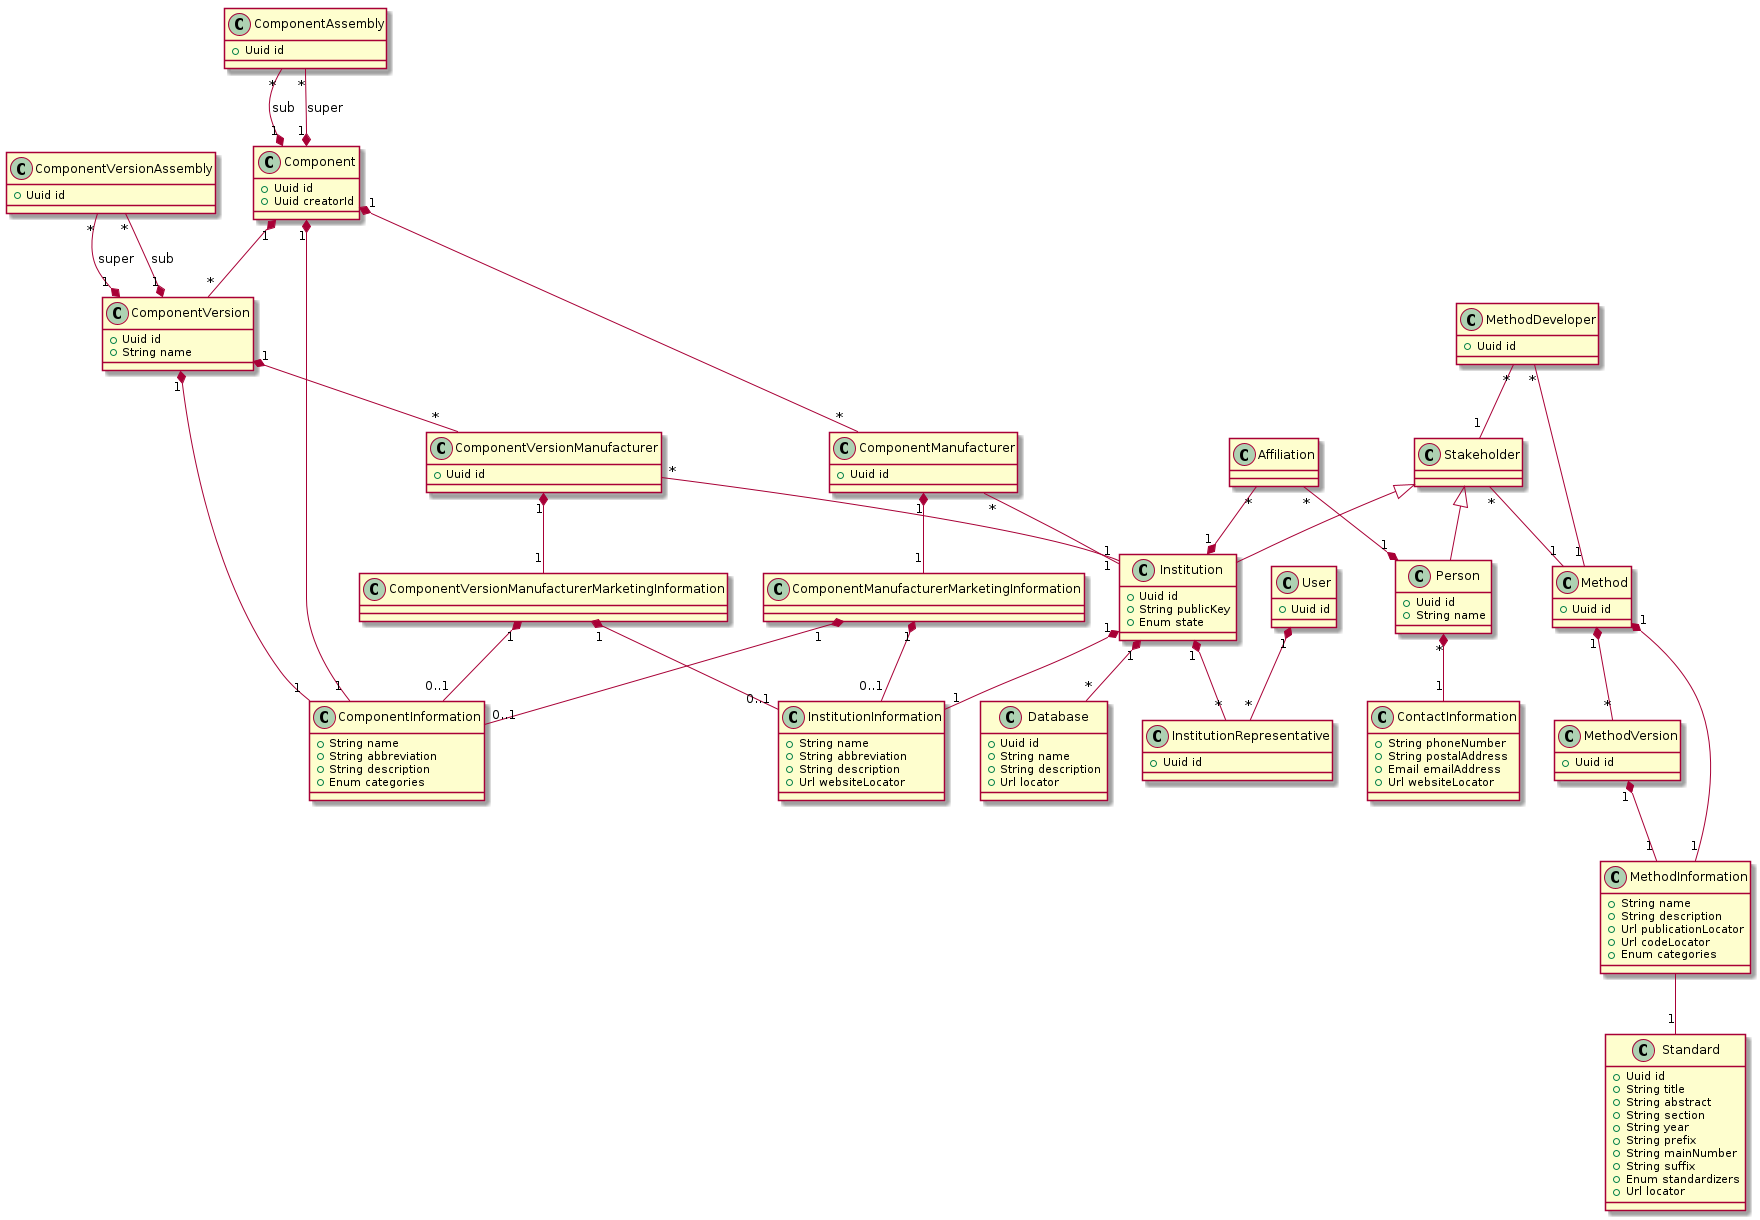 C ComponentAssembly
Uuid id
* *
sub super
1 1
C Component
Uuid id
Uuid creatorId
1
1 1
C ComponentVersionAssembly
Uuid id
* *
super sub
1 1
*
C ComponentVersion
Uuid id
String name
1
1
C MethodDeveloper
Uuid id
* *
1
* *
C ComponentVersionManufacturer
Uuid id
*
1
1
C ComponentManufacturer
Uuid id
*
1
1
C Affiliation
* *
1 1
C Stakeholder
*
1 1
1
1
C ComponentVersionManufacturerMarketingInformation
1 1
C ComponentManufacturerMarketingInformation
1 1
C Institution
Uuid id
String publicKey
Enum state
1
1 1
C User
Uuid id
1
C Person
Uuid id
String name
*
1
C Method
Uuid id
1
1
1 1 0..1 0..1 0..1 0..1 1
* * * *
C ComponentInformation
String name
String abbreviation
String description
Enum categories
C InstitutionInformation
String name
String abbreviation
String description
Url websiteLocator
C Database
Uuid id
String name
String description
Url locator
C InstitutionRepresentative
Uuid id
C ContactInformation
String phoneNumber
String postalAddress
Email emailAddress
Url websiteLocator
C MethodVersion
Uuid id
1
1 1
C MethodInformation
String name
String description
Url publicationLocator
Url codeLocator
Enum categories
1
C Standard
Uuid id
String title
String abstract
String section
String year
String prefix
String mainNumber
String suffix
Enum standardizers
Url locator